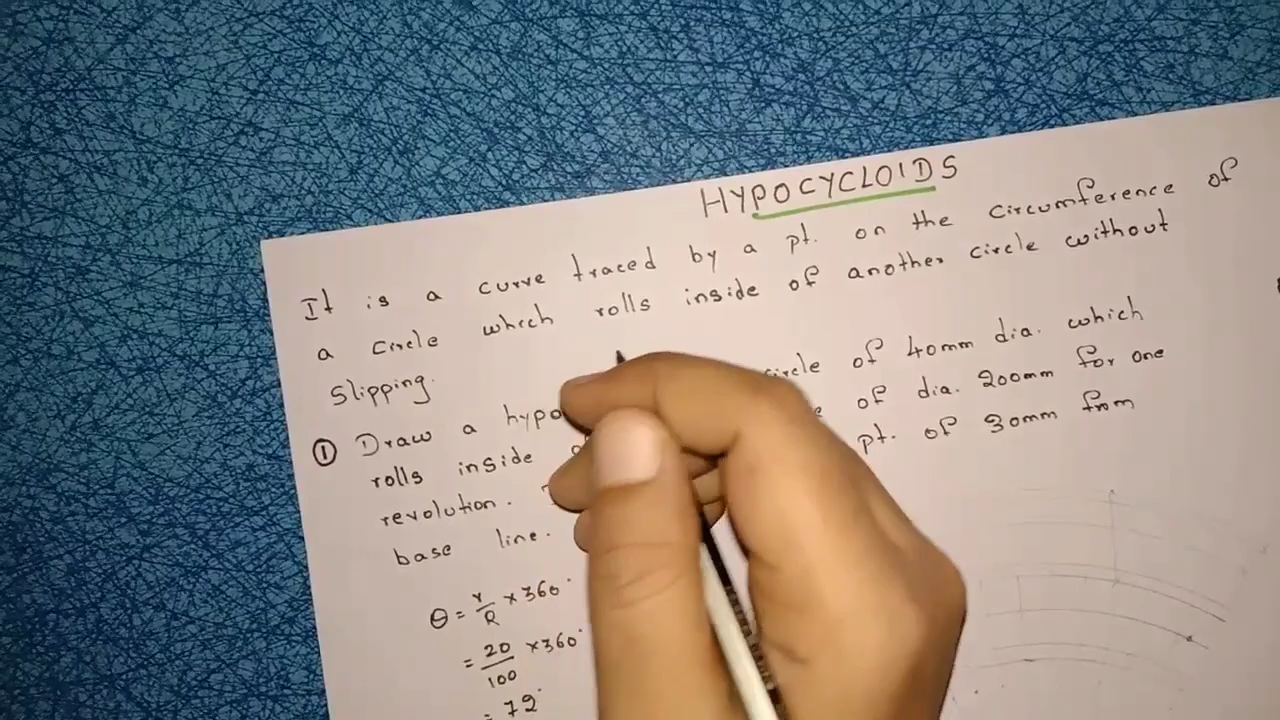 HYPOCYCLOIDS
It is a curve traced by a pt. on the circumference of
a circle which rolls inside of another circle without
slipping.
① Draw a hypo circle of 40mm dia. which
rolls inside of dia. 200mm for one
revolution. pt. of 30mm from
base line.
θ = r/R × 360°
= 20/100 × 360°
= 72°